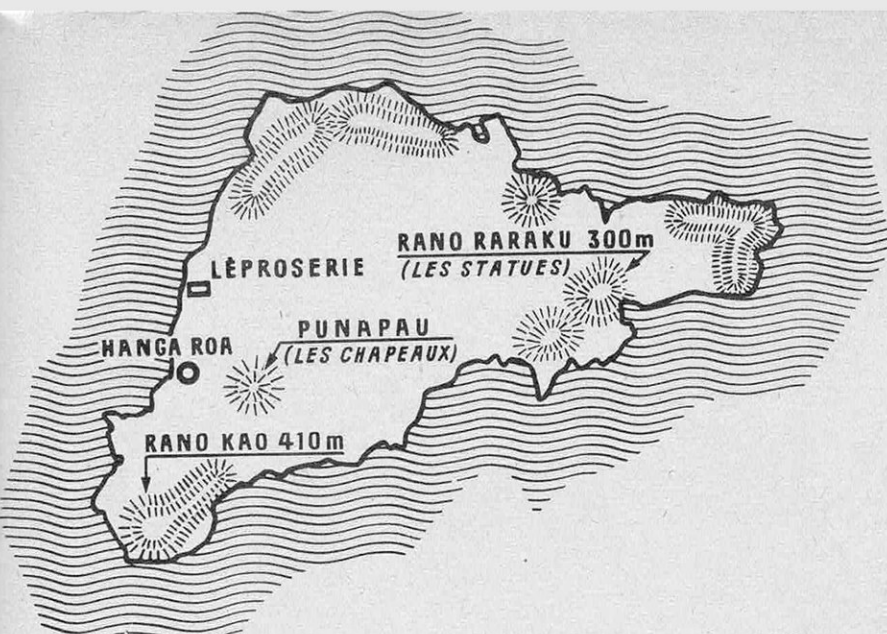 RANO RARAKU 300m
(LES STATUES)
LÈPROSERIE
PUNAPAU
(LES CHAPEAUX)
HANGA ROA
RANO KAO 410m